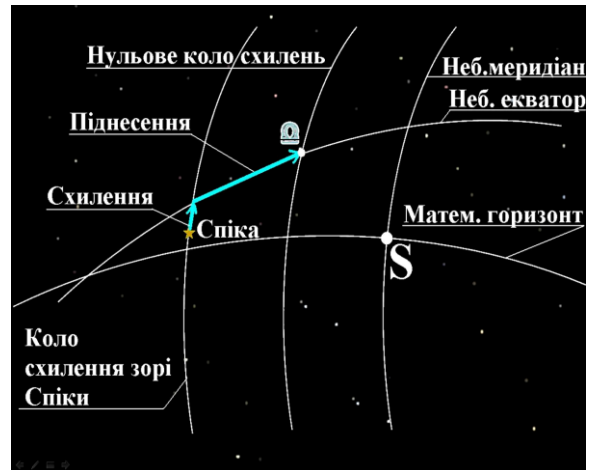 Нульове коло схилень
Неб.меридіан
Неб. екватор
Піднесення
♎
Схилення
Спіка
Матем. горизонт
S
Коло
схилення зорі
Спіки